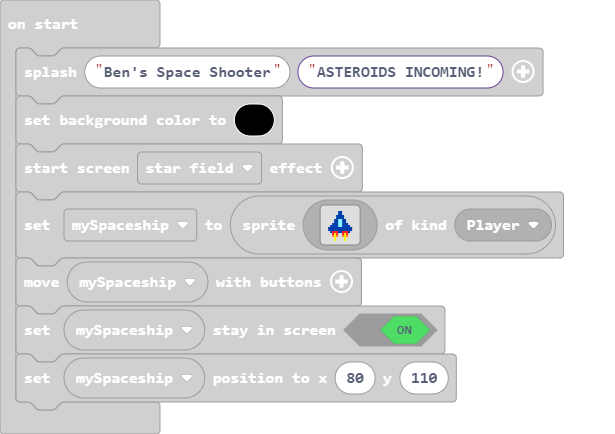 on start
splash "Ben's Space Shooter" "ASTEROIDS INCOMING!"
set background color to
start screen star field effect
set mySpaceship to sprite of kind Player
move mySpaceship with buttons
set mySpaceship stay in screen ON
set mySpaceship position to x 80 y 110